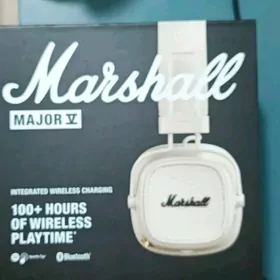 Marshall
MAJOR V
INTEGRATED WIRELESS CHARGING
Marshall
100+ HOURS
OF WIRELESS
PLAYTIME*
Bluetooth